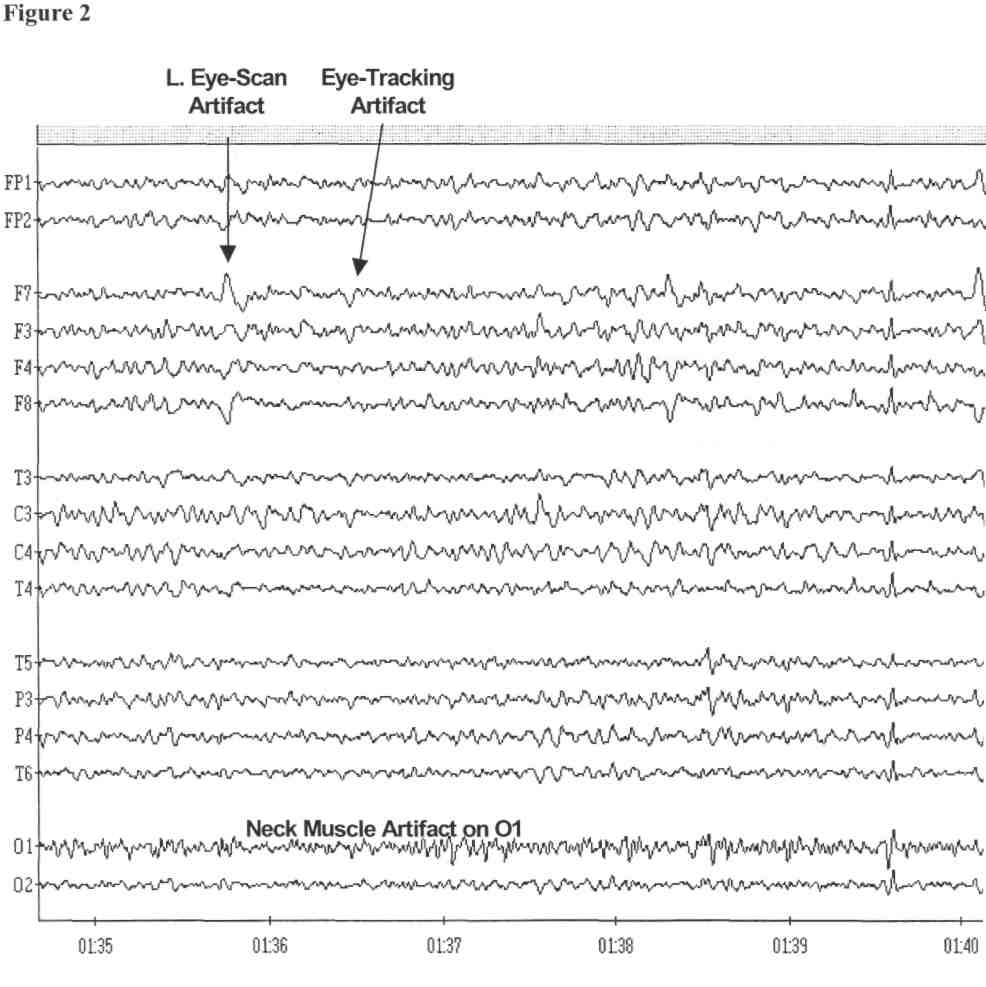 Figure 2
L. Eye-Scan
Artifact
Eye-Tracking
Artifact
FP1
FP2
F7
F3
F4
F8
T3
C3
C4
T4
T5
P3
P4
T6
Neck Muscle Artifact on O1
O1
O2
01:35 01:36 01:37 01:38 01:39 01:40